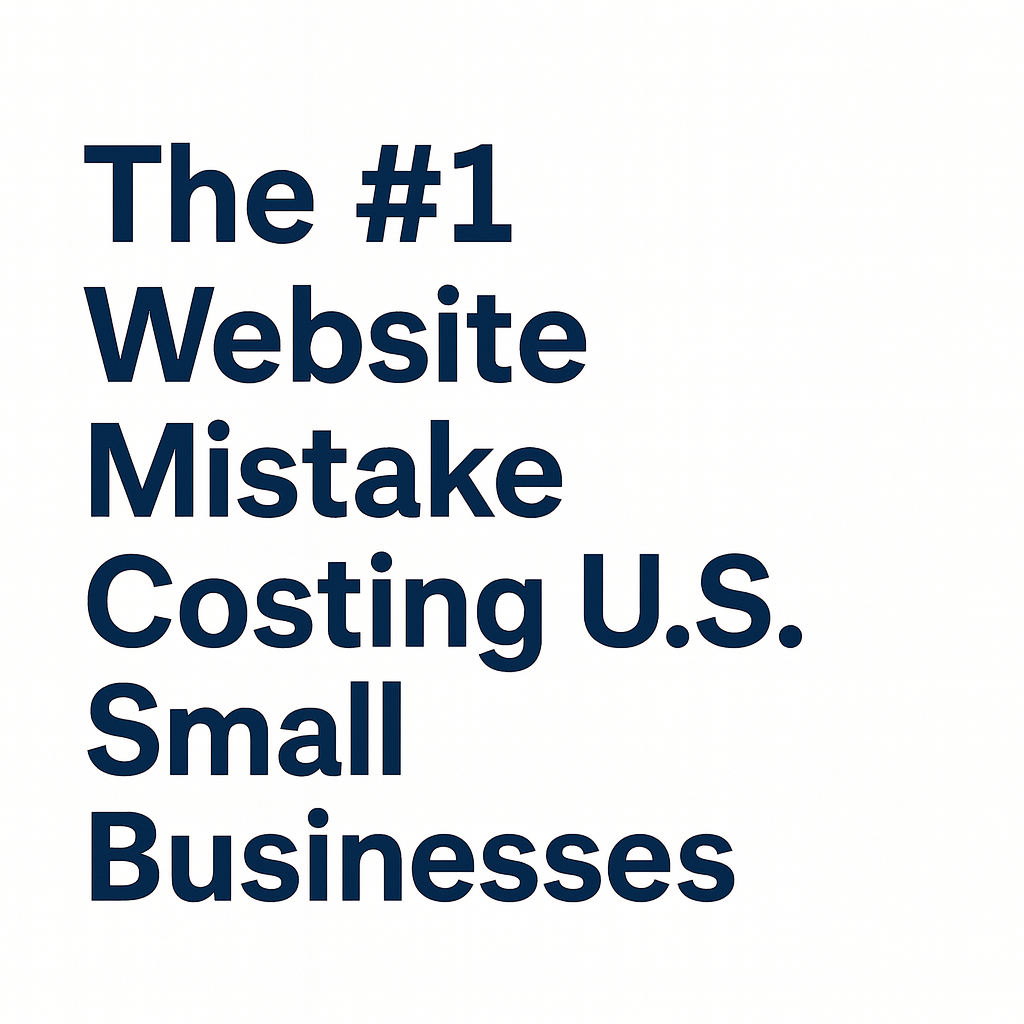 The #1
Website
Mistake
Costing U.S.
Small
Businesses